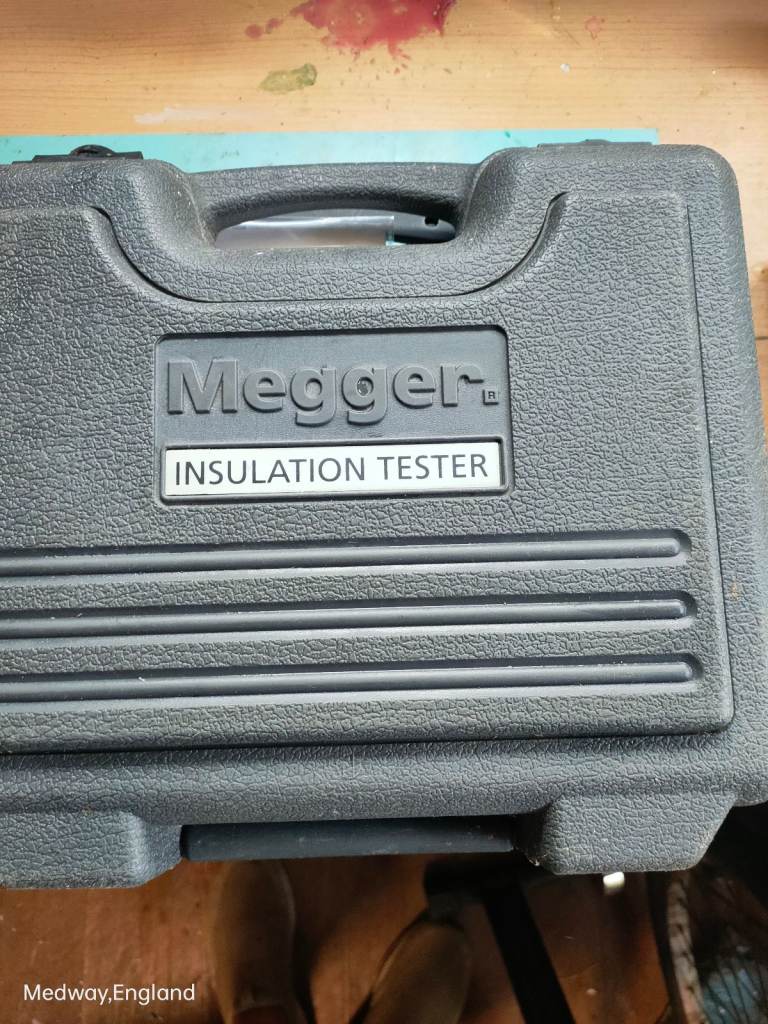 Megger®
INSULATION TESTER
Medway,England